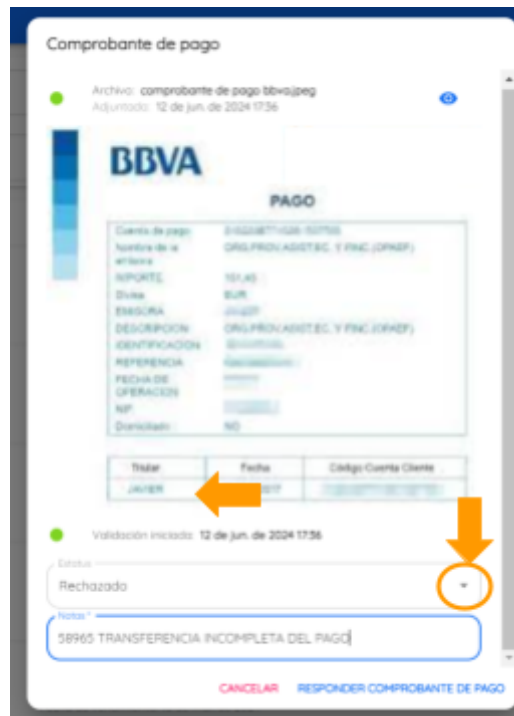 Comprobante de pago
Archivo: comprobante de pago bbva.jpeg
Adjuntado: 12 de jun. de 2024 17:36
BBVA
PAGO
Cuenta de pago
Nombre de la emisora ORG.PROV.ASIST.EC. Y FINC.(OPAEF)
IMPORTE 101,45
Divisa EUR
EMISORA
DESCRIPCION ORG.PROV.ASIST.EC. Y FINC.(OPAEF)
IDENTIFICACION
REFERENCIA
FECHA DE
OPERACION
NIF
Domiciliado NO
Titular Fecha Código Cuenta Cliente
JAVIER 2017
Validación iniciada: 12 de jun. de 2024 17:36
Estatus
Rechazado
Notas *
58965 TRANSFERENCIA INCOMPLETA DEL PAGO
CANCELAR RESPONDER COMPROBANTE DE PAGO